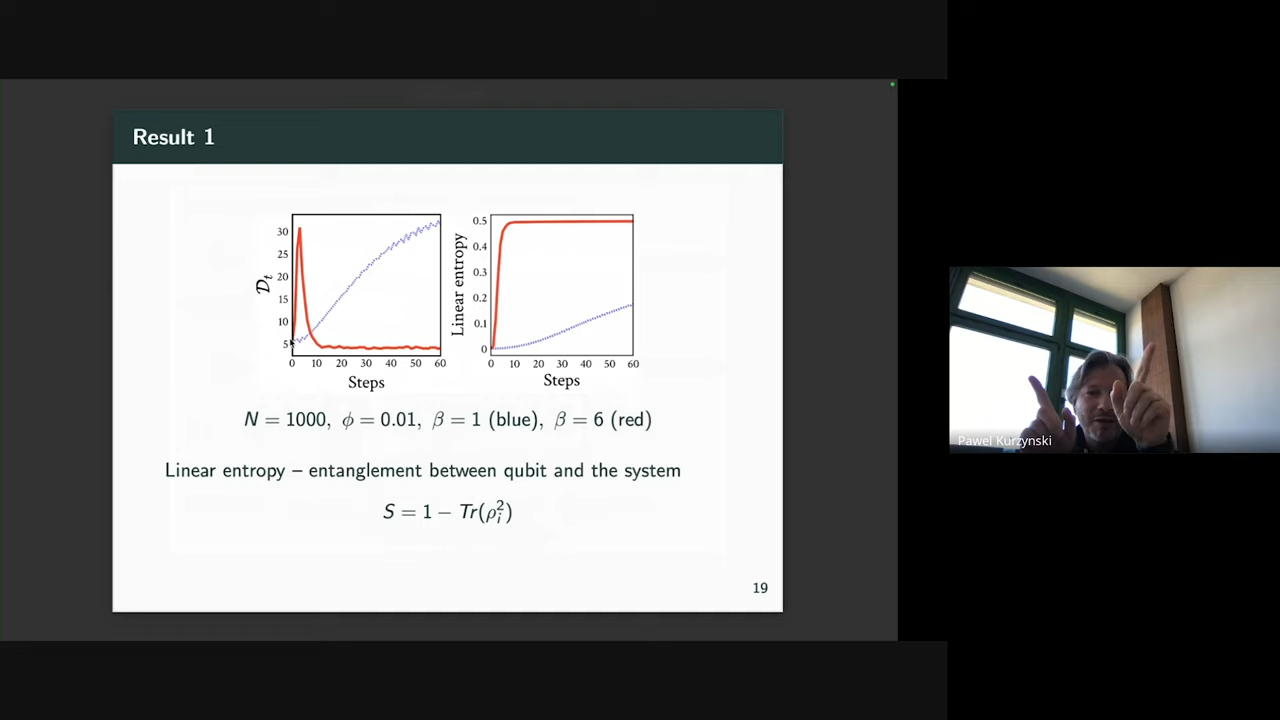 Result 1
30
25
20
15
10
5
0 10 20 30 40 50 60
Steps
𝒟t
0.5
0.4
0.3
0.2
0.1
0
0 10 20 30 40 50 60
Steps
Linear entropy
N = 1000, ϕ = 0.01, β = 1 (blue), β = 6 (red)
Linear entropy – entanglement between qubit and the system
S = 1 − Tr(ρᵢ²)
19
Pawel Kurzynski